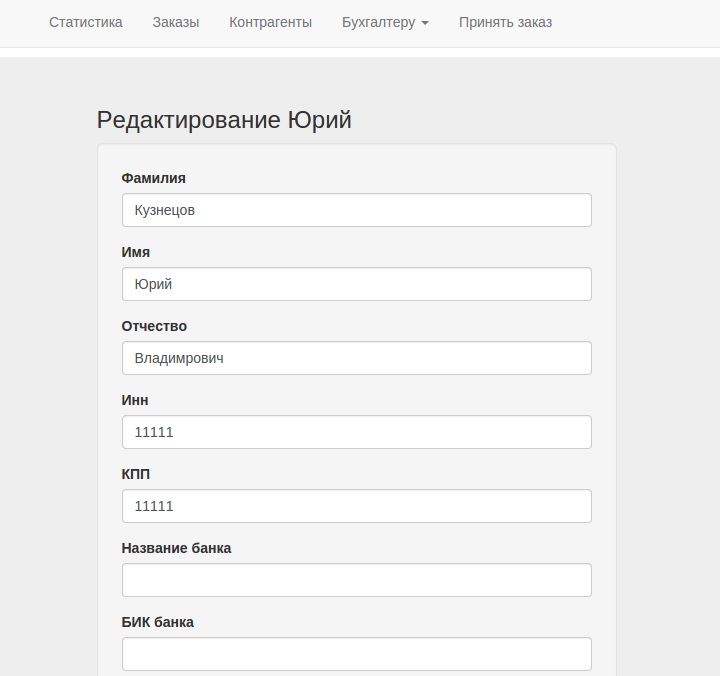 Статистика Заказы Контрагенты Бухгалтеру Принять заказ
Редактирование Юрий
Фамилия
Кузнецов
Имя
Юрий
Отчество
Владимрович
Инн
11111
КПП
11111
Название банка
БИК банка